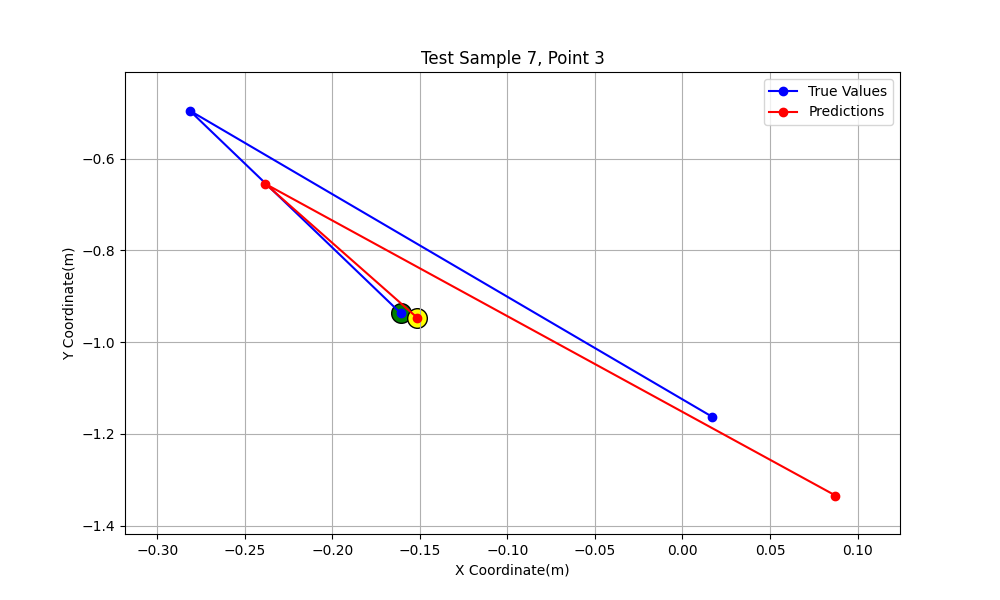 Test Sample 7, Point 3
True Values
Predictions
Y Coordinate(m)
−0.6
−0.8
−1.0
−1.2
−1.4
−0.30
−0.25
−0.20
−0.15
−0.10
−0.05
0.00
0.05
0.10
X Coordinate(m)